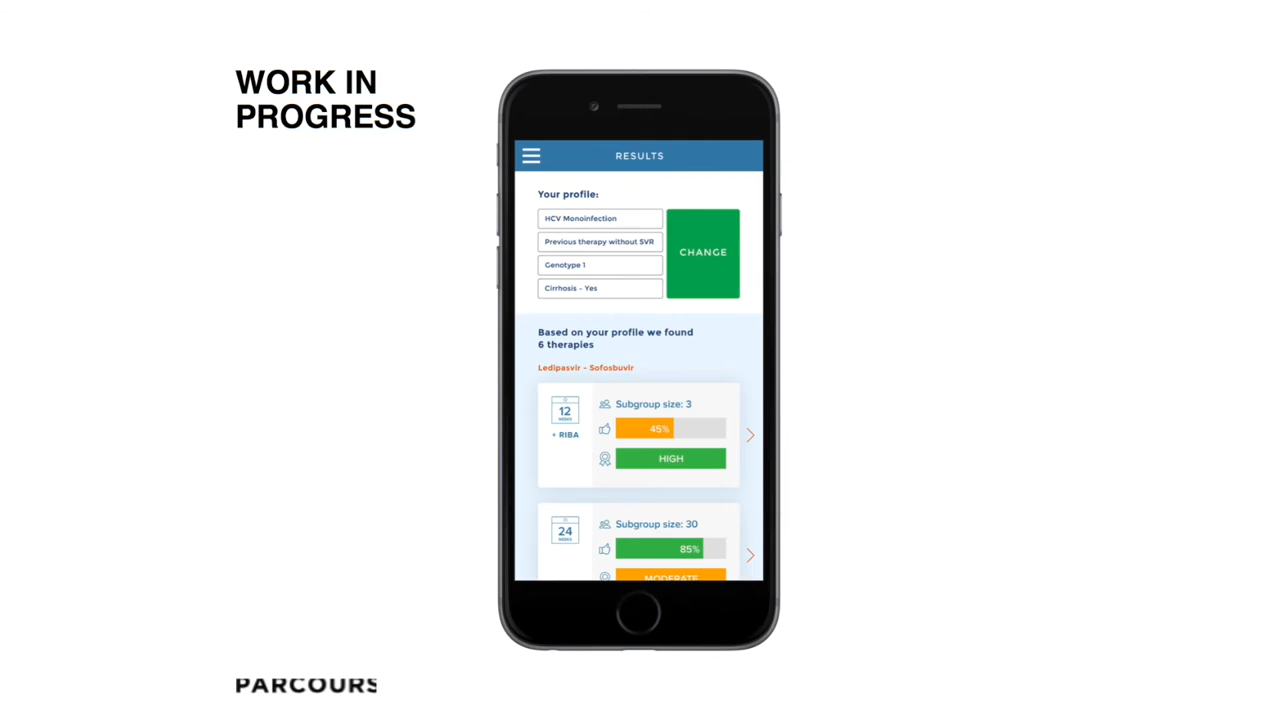 WORK IN
PROGRESS
RESULTS
Your profile:
HCV Monoinfection
Previous therapy without SVR
Genotype 1
Cirrhosis - Yes
CHANGE
Based on your profile we found
6 therapies
Ledipasvir - Sofosbuvir
12
WEEKS
+ RIBA
Subgroup size: 3
45%
HIGH
24
WEEKS
Subgroup size: 30
85%
MODERATE
PARCOURS